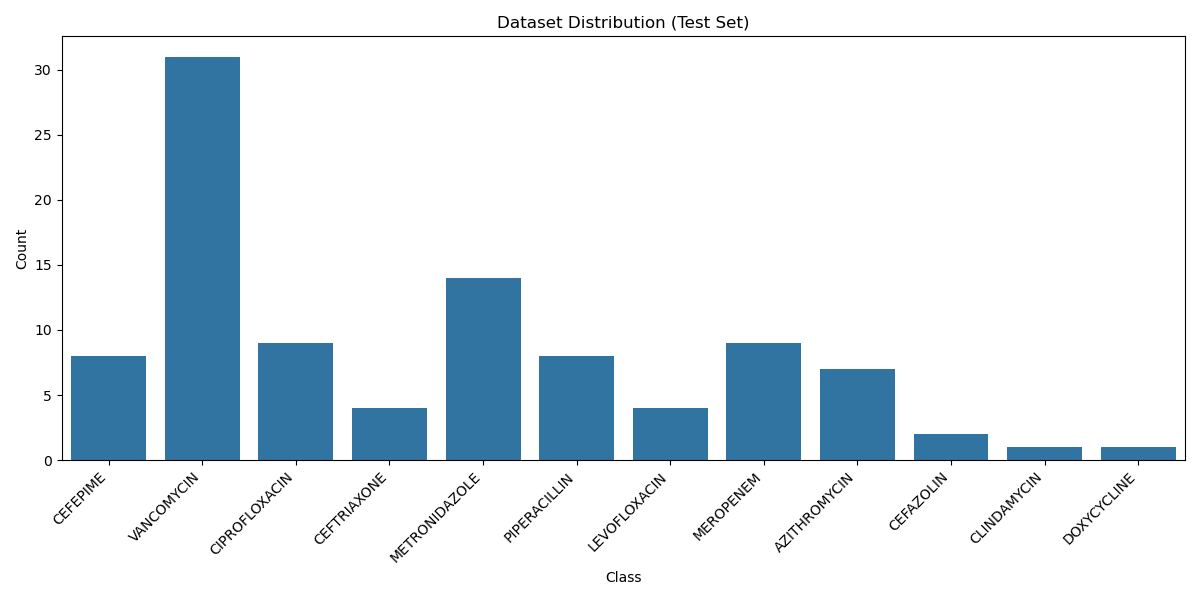 Dataset Distribution (Test Set)
Count
30
25
20
15
10
5
0
CEFEPIME
VANCOMYCIN
CIPROFLOXACIN
CEFTRIAXONE
METRONIDAZOLE
PIPERACILLIN
LEVOFLOXACIN
MEROPENEM
AZITHROMYCIN
CEFAZOLIN
CLINDAMYCIN
DOXYCYCLINE
Class